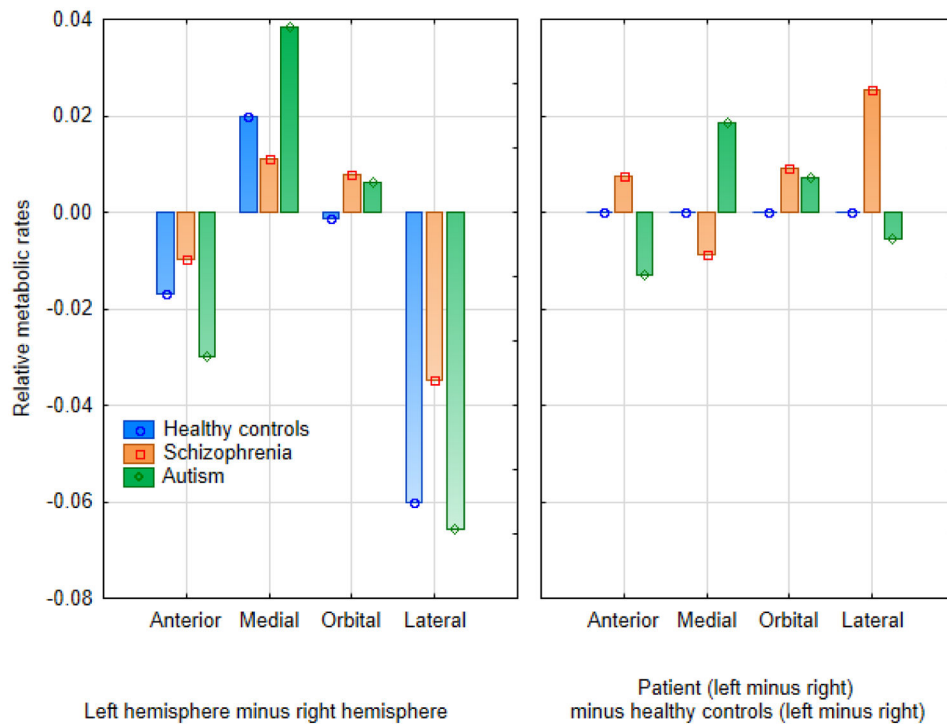 Relative metabolic rates
0.04
0.02
0.00
-0.02
-0.04
-0.06
-0.08
Healthy controls
Schizophrenia
Autism
Anterior Medial Orbital Lateral
Anterior Medial Orbital Lateral
Left hemisphere minus right hemisphere
Patient (left minus right)
minus healthy controls (left minus right)